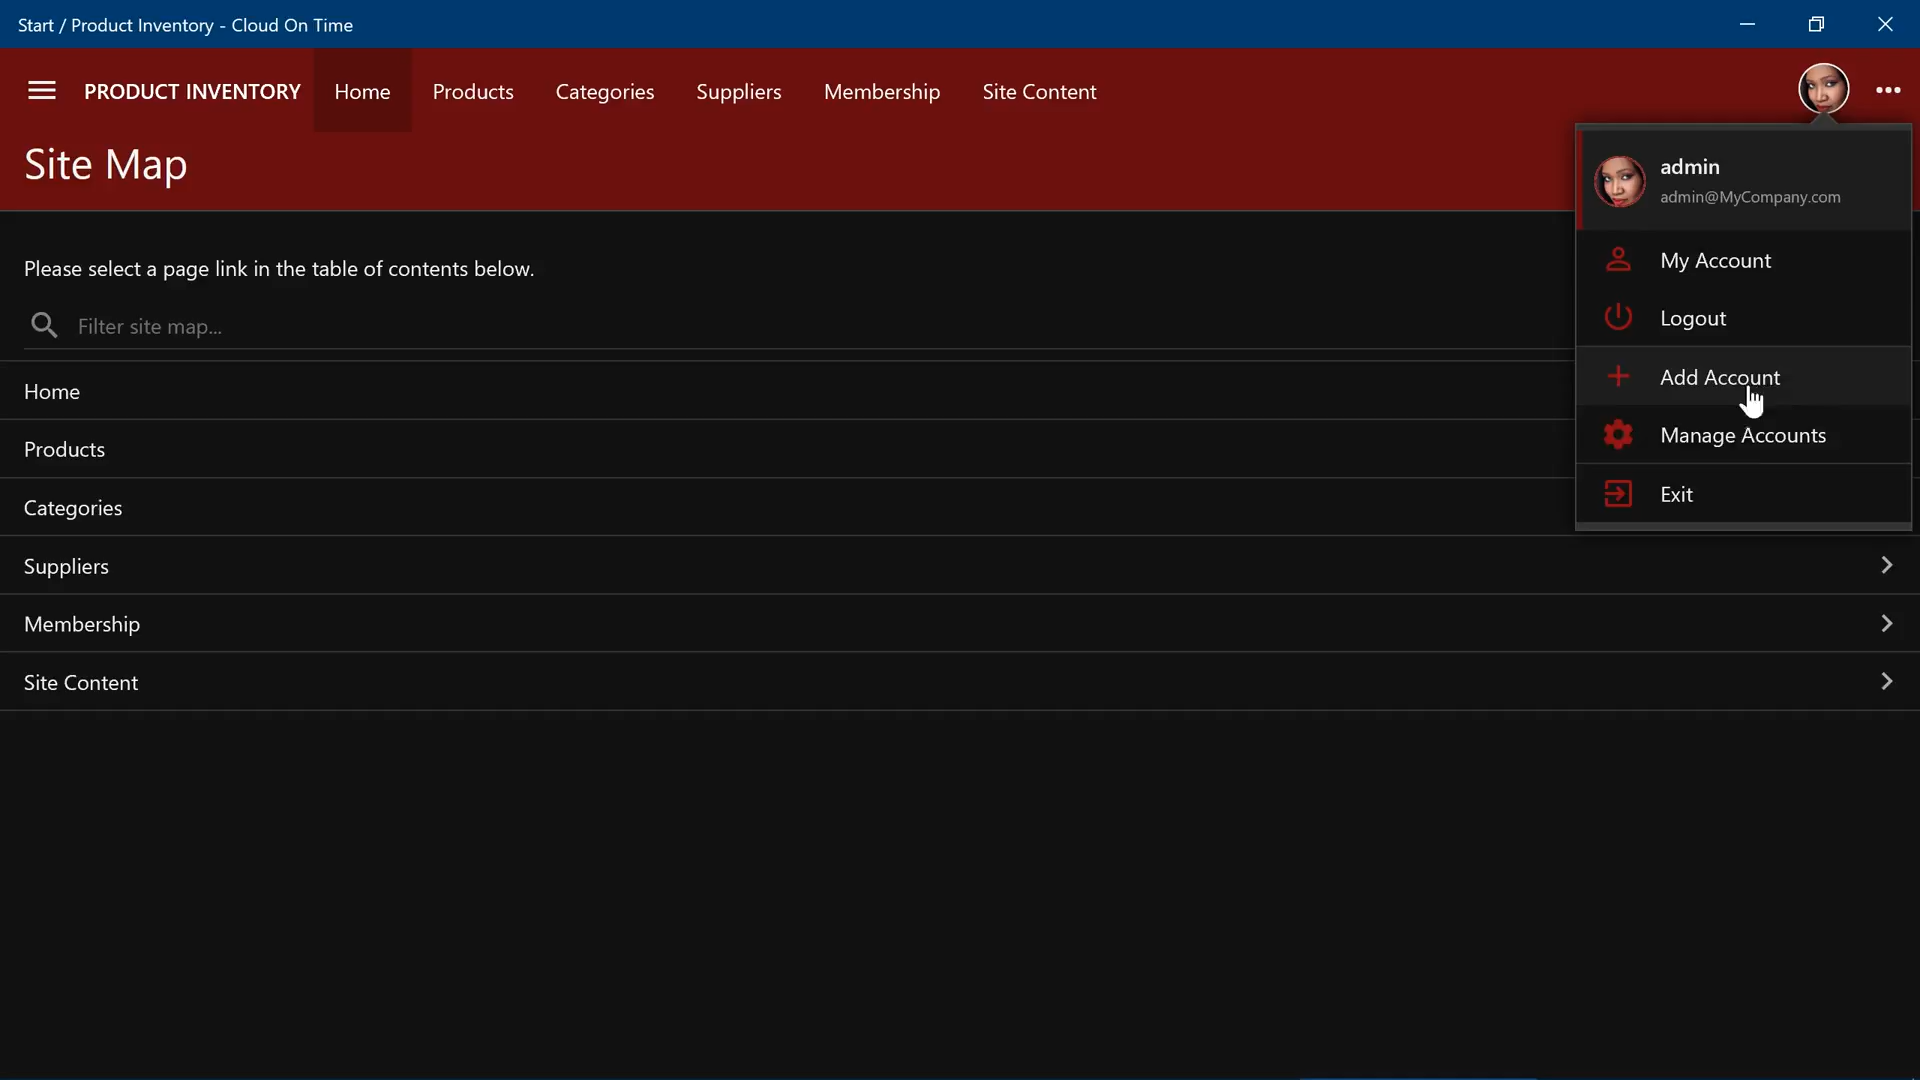 Start / Product Inventory - Cloud On Time
PRODUCT INVENTORY Home Products Categories Suppliers Membership Site Content
Site Map
Please select a page link in the table of contents below.
Filter site map...
Home
Products
Categories
Suppliers
Membership
Site Content
admin
admin@MyCompany.com
My Account
Logout
Add Account
Manage Accounts
Exit